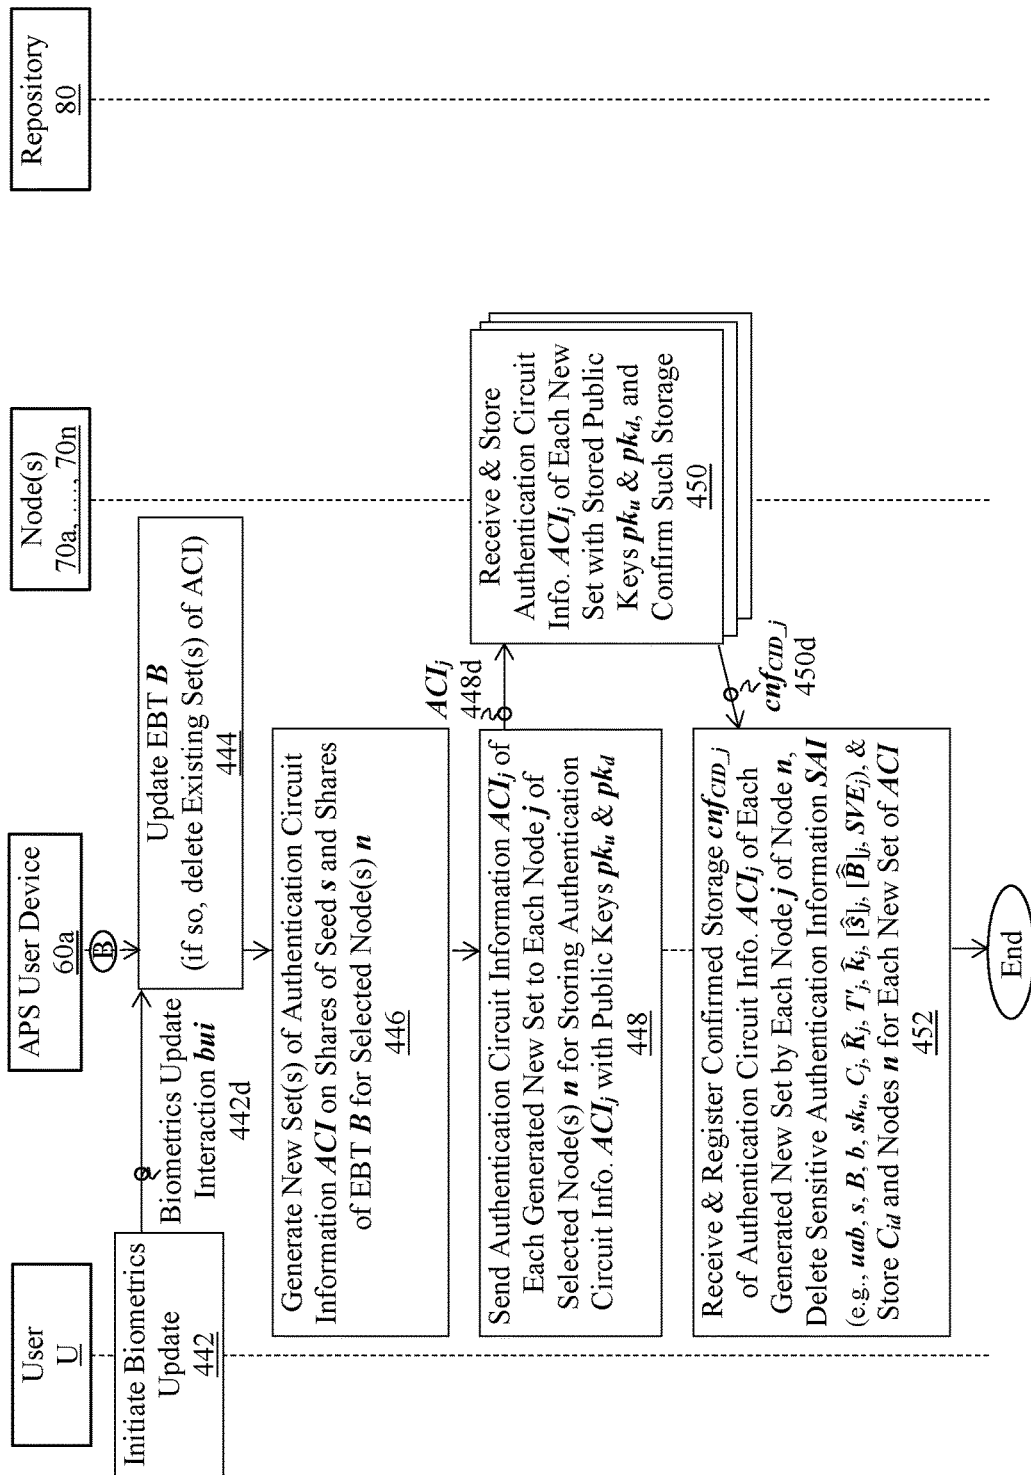 User
U
APS User Device
60a
Node(s)
70a, …, 70n
Repository
80
B
Initiate Biometrics
Update
442
Biometrics Update
Interaction bui
442d
Update EBT B
(if so, delete Existing Set(s) of ACI)
444
Generate New Set(s) of Authentication Circuit
Information ACI on Shares of Seed s and Shares
of EBT B for Selected Node(s) n
446
Send Authentication Circuit Information ACIj of
Each Generated New Set to Each Node j of
Selected Node(s) n for Storing Authentication
Circuit Info. ACIj with Public Keys pku & pkd
448
ACIj
448d
Receive & Store
Authentication Circuit
Info. ACIj of Each New
Set with Stored Public
Keys pku & pkd, and
Confirm Such Storage
450
cnfCID_j
450d
Receive & Register Confirmed Storage cnfCID_j
of Authentication Circuit Info. ACIj of Each
Generated New Set by Each Node j of Node n,
Delete Sensitive Authentication Information SAI
(e.g., uab, s, B, b, sku, Cj, K̂j, T'j, k̂j, [ŝ]j, [B̂]j, SVEj), &
Store Cid and Nodes n for Each New Set of ACI
452
End